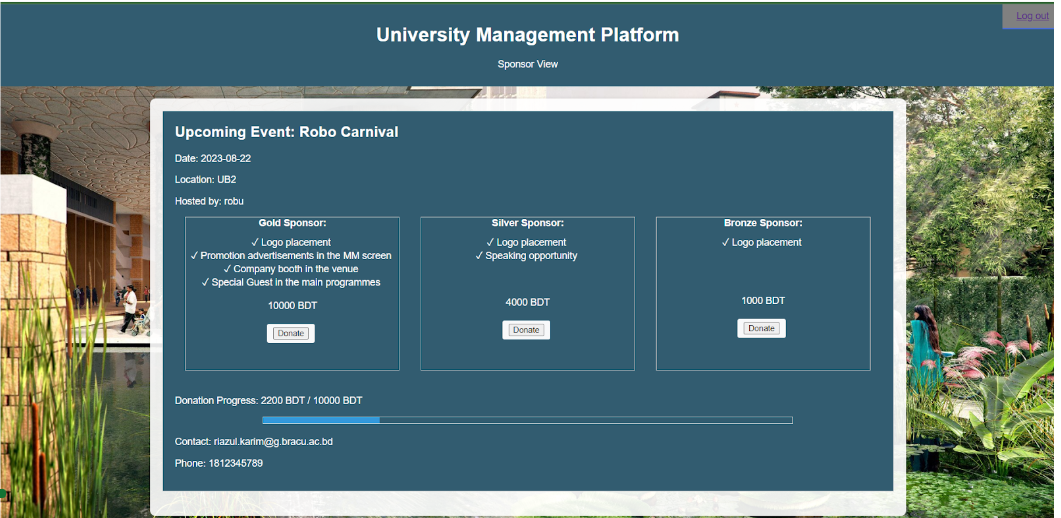 Log out
University Management Platform
Sponsor View
Upcoming Event: Robo Carnival
Date: 2023-08-22
Location: UB2
Hosted by: robu
Gold Sponsor:
✓ Logo placement
✓ Promotion advertisements in the MM screen
✓ Company booth in the venue
✓ Special Guest in the main programmes
10000 BDT
Donate
Silver Sponsor:
✓ Logo placement
✓ Speaking opportunity
4000 BDT
Donate
Bronze Sponsor:
✓ Logo placement
1000 BDT
Donate
Donation Progress: 2200 BDT / 10000 BDT
Contact: riazul.karim@g.bracu.ac.bd
Phone: 1812345789